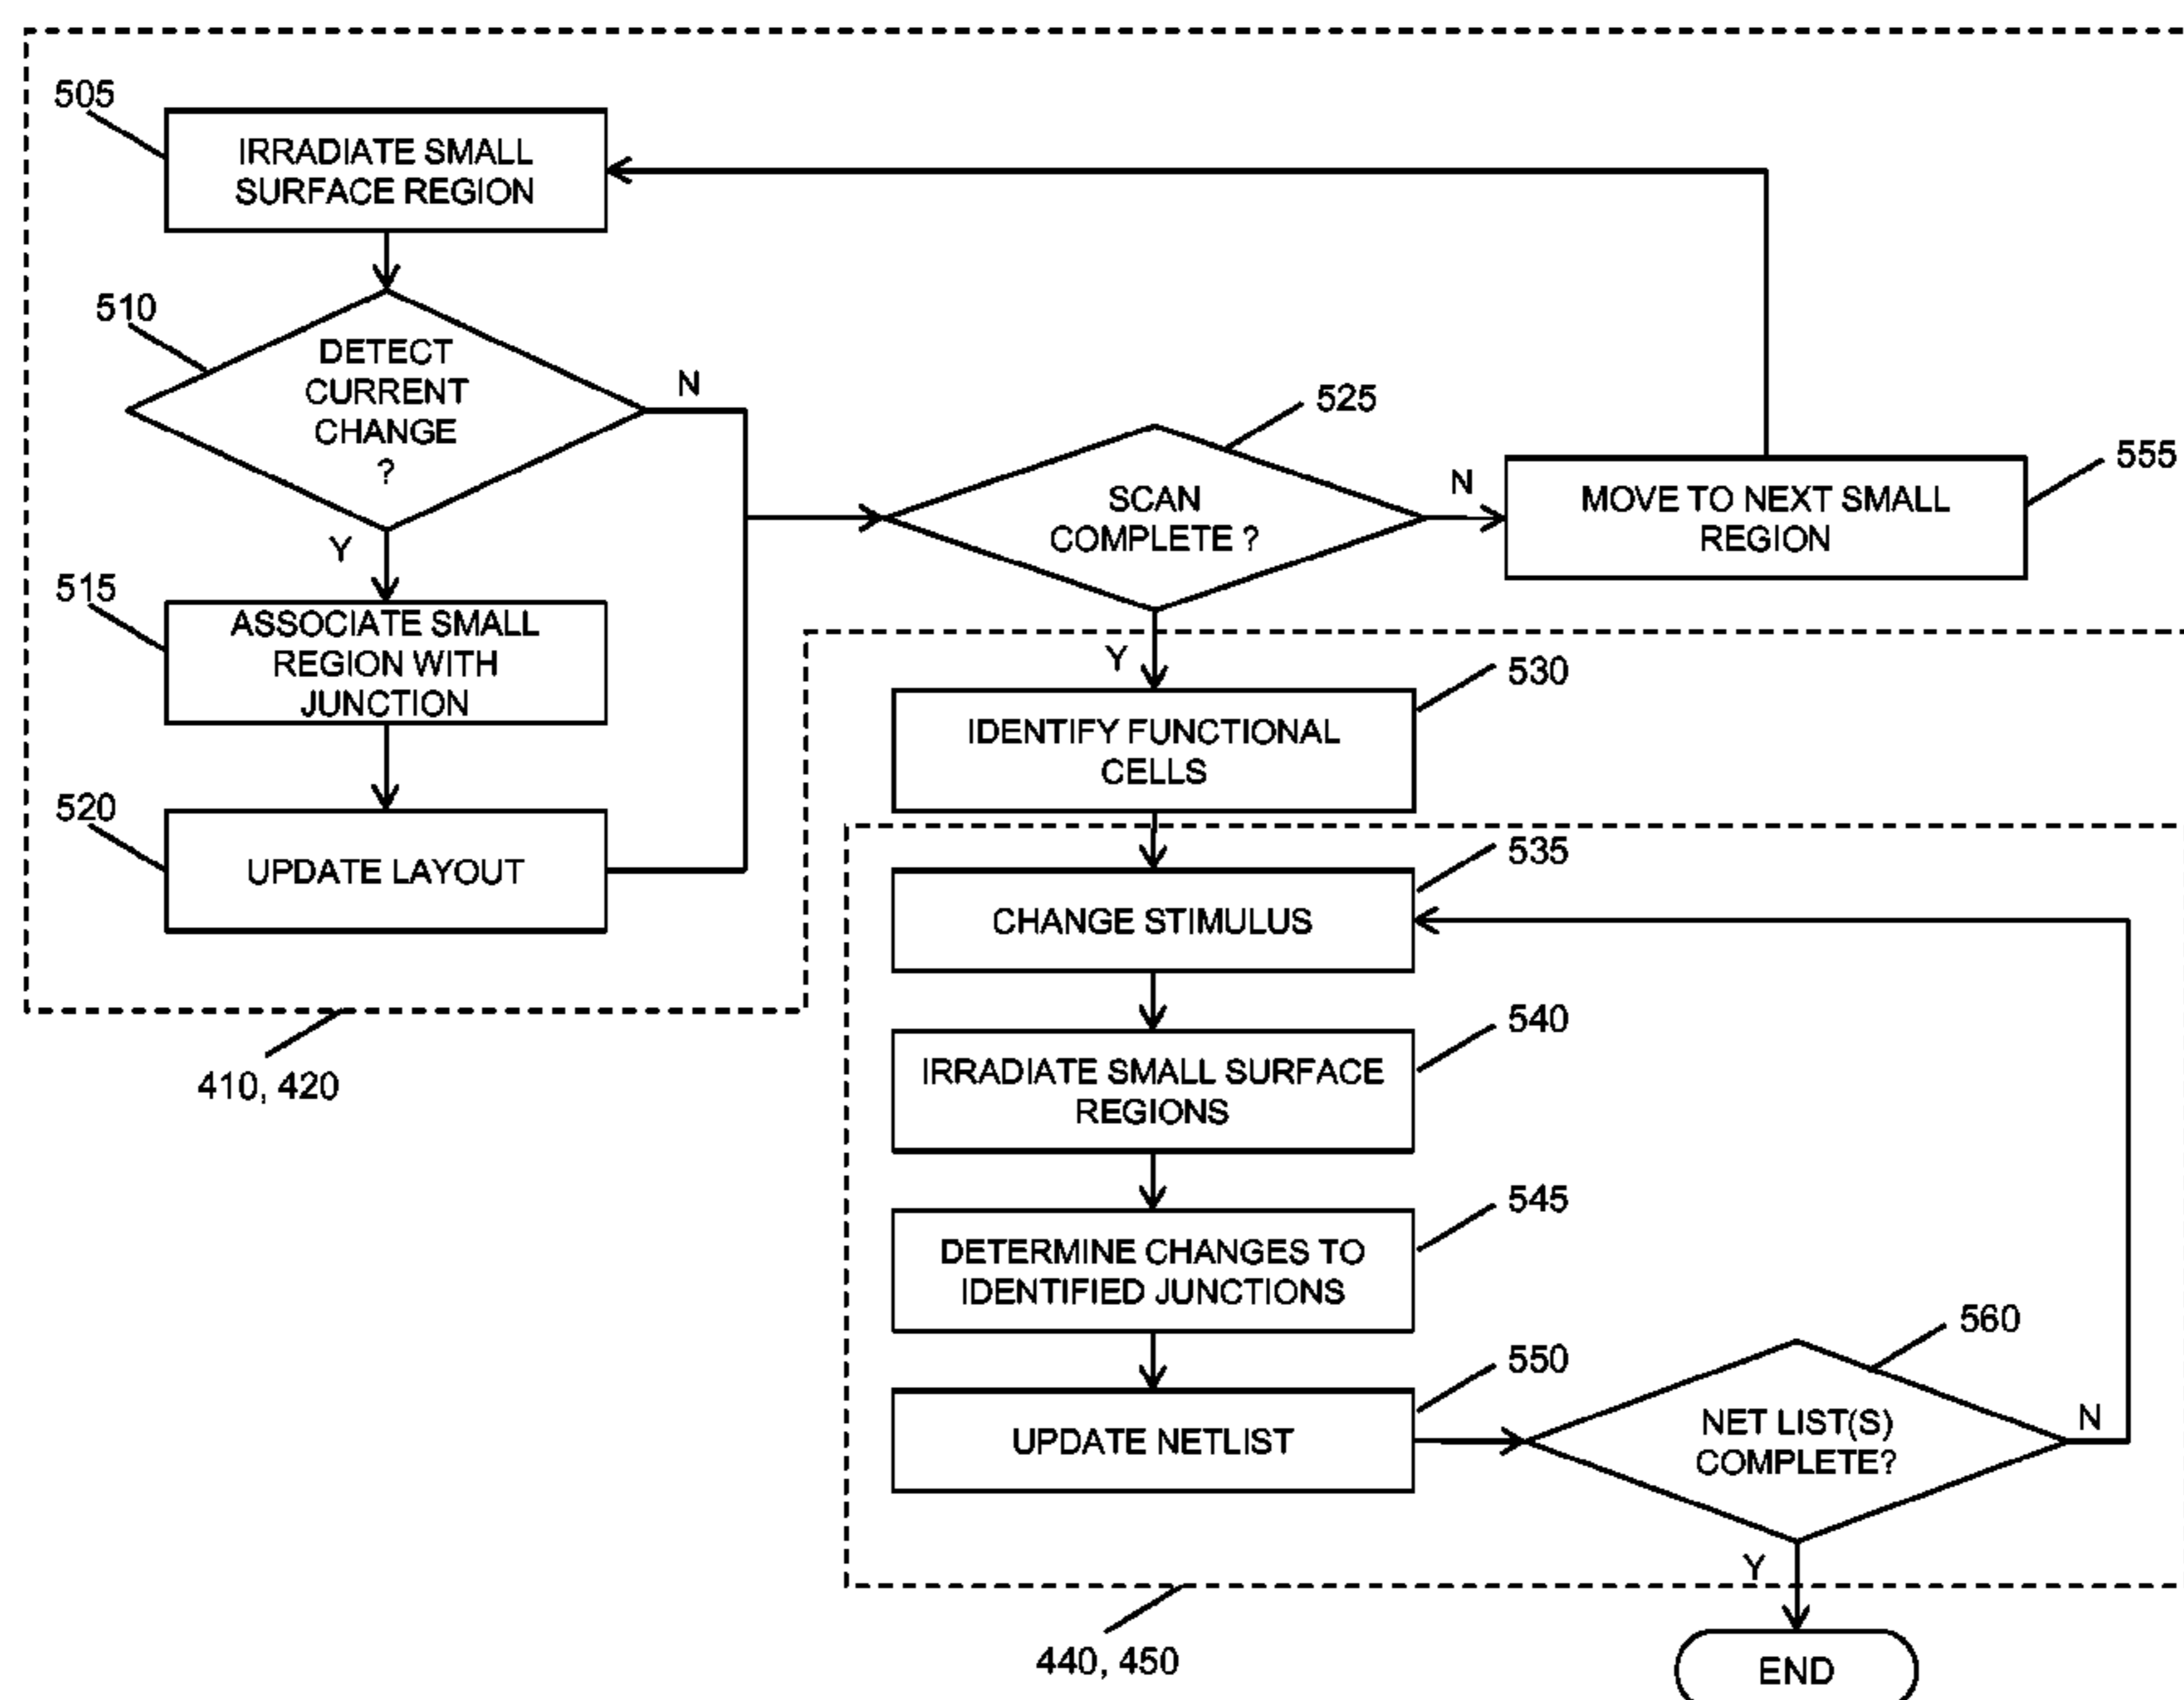 505
IRRADIATE SMALL
SURFACE REGION
510
DETECT
CURRENT
CHANGE
?
N
Y
515
ASSOCIATE SMALL
REGION WITH
JUNCTION
520
UPDATE LAYOUT
410, 420
525
SCAN
COMPLETE ?
N
555
MOVE TO NEXT SMALL
REGION
Y
530
IDENTIFY FUNCTIONAL
CELLS
535
CHANGE STIMULUS
540
IRRADIATE SMALL SURFACE
REGIONS
545
DETERMINE CHANGES TO
IDENTIFIED JUNCTIONS
550
UPDATE NETLIST
560
NET LIST(S)
COMPLETE?
N
Y
440, 450
END